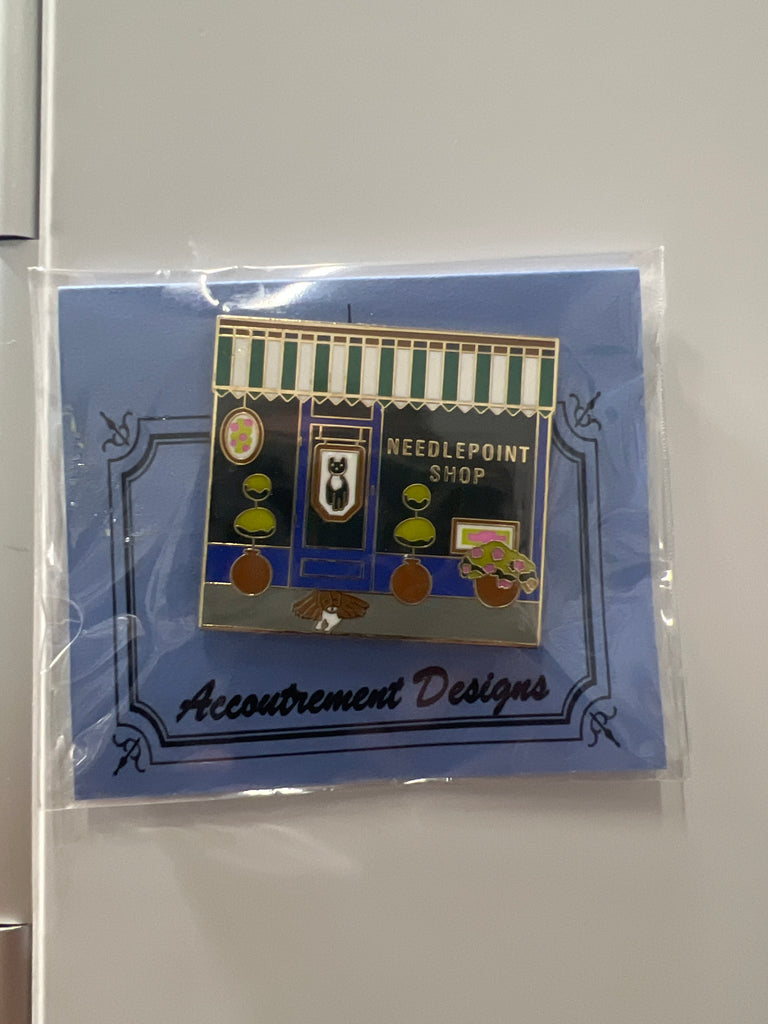 NEEDLEPOINT
SHOP
Accoutrement Designs